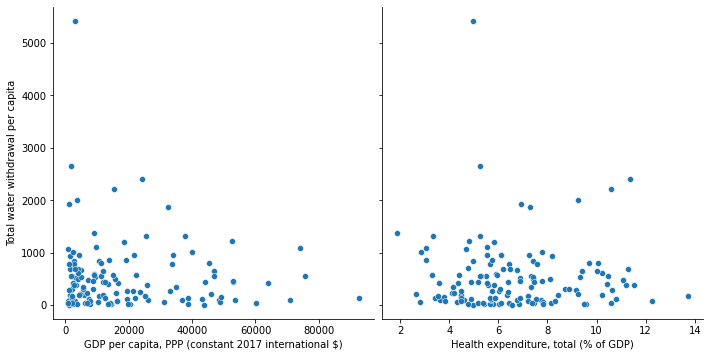 Total water withdrawal per capita
5000
4000
3000
2000
1000
0
0 20000 40000 60000 80000
GDP per capita, PPP (constant 2017 international $)
2 4 6 8 10 12 14
Health expenditure, total (% of GDP)